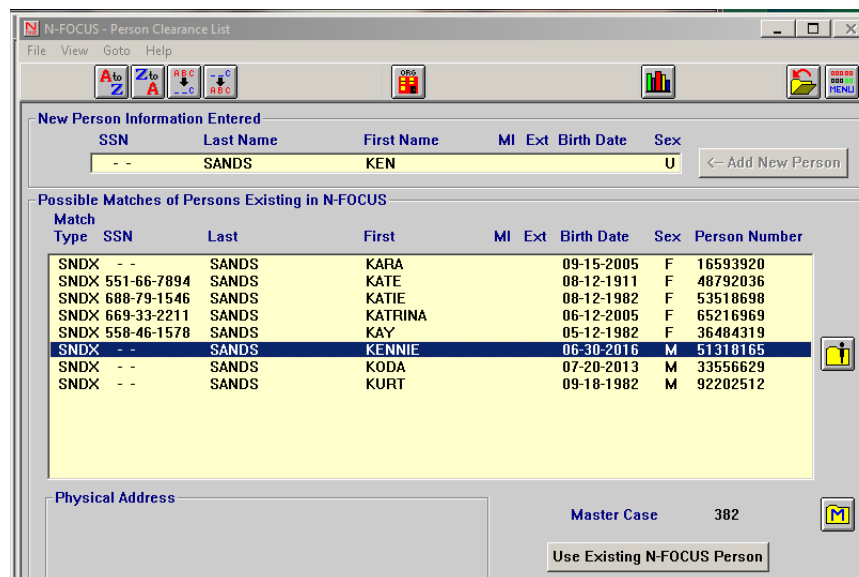 N-FOCUS - Person Clearance List
File View Goto Help
A to Z Z to A ABC C C ABC ORG MENU
New Person Information Entered
SSN Last Name First Name MI Ext Birth Date Sex
- - SANDS KEN U <-- Add New Person
Possible Matches of Persons Existing in N-FOCUS
Match
Type SSN Last First MI Ext Birth Date Sex Person Number
SNDX - - SANDS KARA 09-15-2005 F 16593920
SNDX 551-66-7894 SANDS KATE 08-12-1911 F 48792036
SNDX 688-79-1546 SANDS KATIE 08-12-1982 F 53518698
SNDX 669-33-2211 SANDS KATRINA 06-12-2005 F 65216969
SNDX 558-46-1578 SANDS KAY 05-12-1982 F 36484319
SNDX - - SANDS KENNIE 06-30-2016 M 51318165
SNDX - - SANDS KODA 07-20-2013 M 33556629
SNDX - - SANDS KURT 09-18-1982 M 92202512
Physical Address
Master Case 382 M
Use Existing N-FOCUS Person